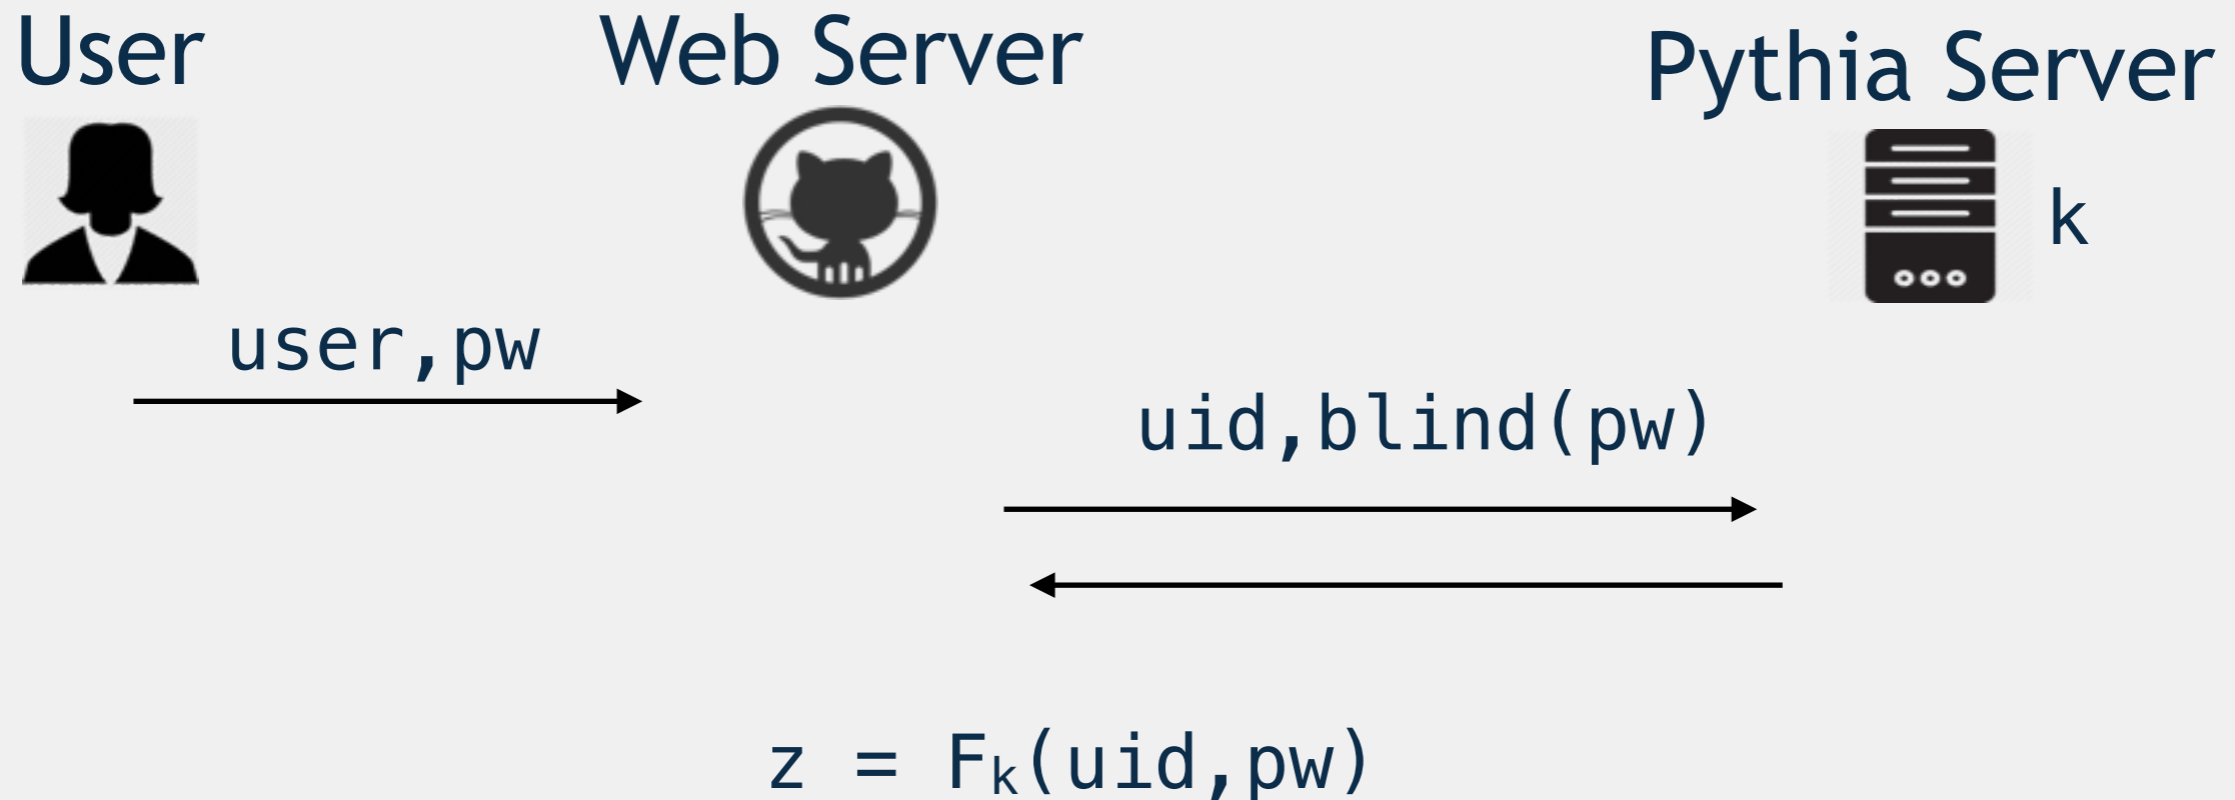 User
Web Server
Pythia Server
k
user,pw
uid,blind(pw)
z = Fₖ(uid,pw)